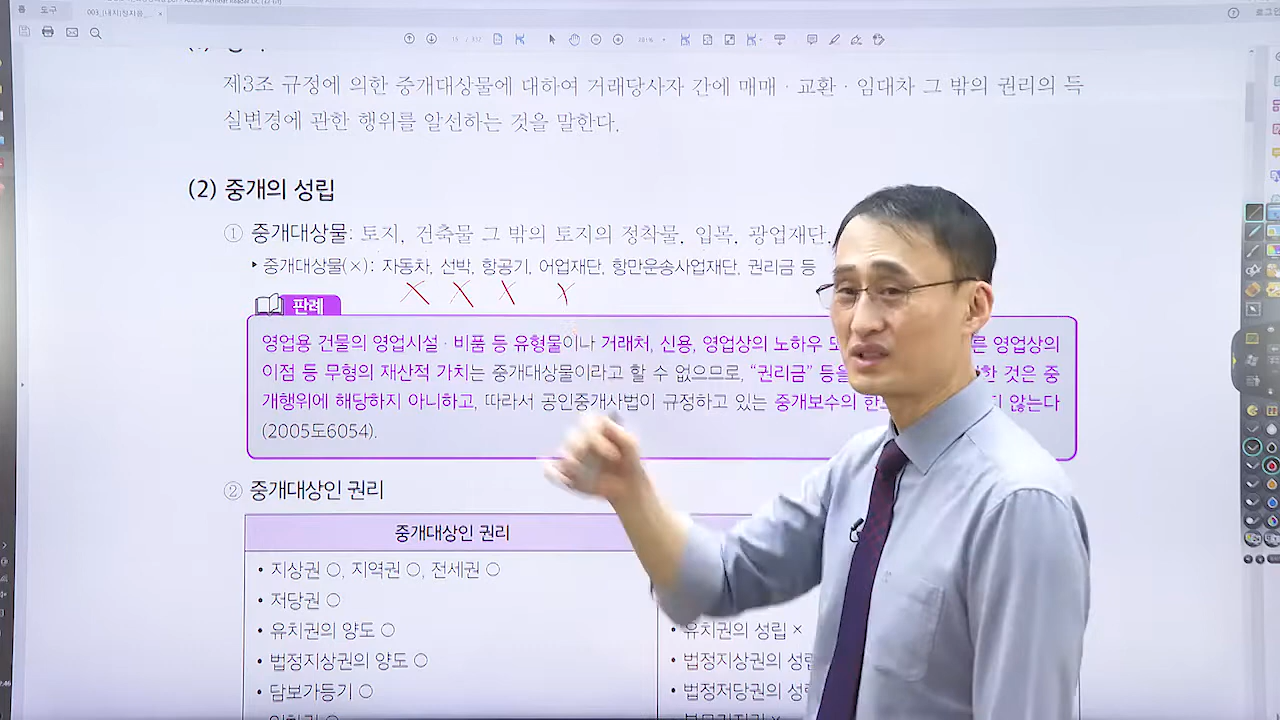 도구
제3조 규정에 의한 중개대상물에 대하여 거래당사자 간에 매매 · 교환 · 임대차 그 밖의 권리의 득
실변경에 관한 행위를 알선하는 것을 말한다.
(2) 중개의 성립
① 중개대상물: 토지, 건축물 그 밖의 토지의 정착물, 입목, 광업재단,
▸중개대상물(×): 자동차, 선박, 항공기, 어업재단, 항만운송사업재단, 권리금 등
판례
영업용 건물의 영업시설 · 비품 등 유형물이나 거래처, 신용, 영업상의 노하우 른 영업상의
이점 등 무형의 재산적 가치는 중개대상물이라고 할 수 없으므로, “권리금” 등을 한 것은 중
개행위에 해당하지 아니하고, 따라서 공인중개사법이 규정하고 있는 중개보수의 한 지 않는다
(2005도6054).
② 중개대상인 권리
중개대상인 권리
• 지상권 ○, 지역권 ○, 전세권 ○
• 저당권 ○
• 유치권의 양도 ○
• 유치권의 성립 ×
• 법정지상권의 양도 ○
• 법정지상권의 성립
• 담보가등기 ○
• 법정저당권의